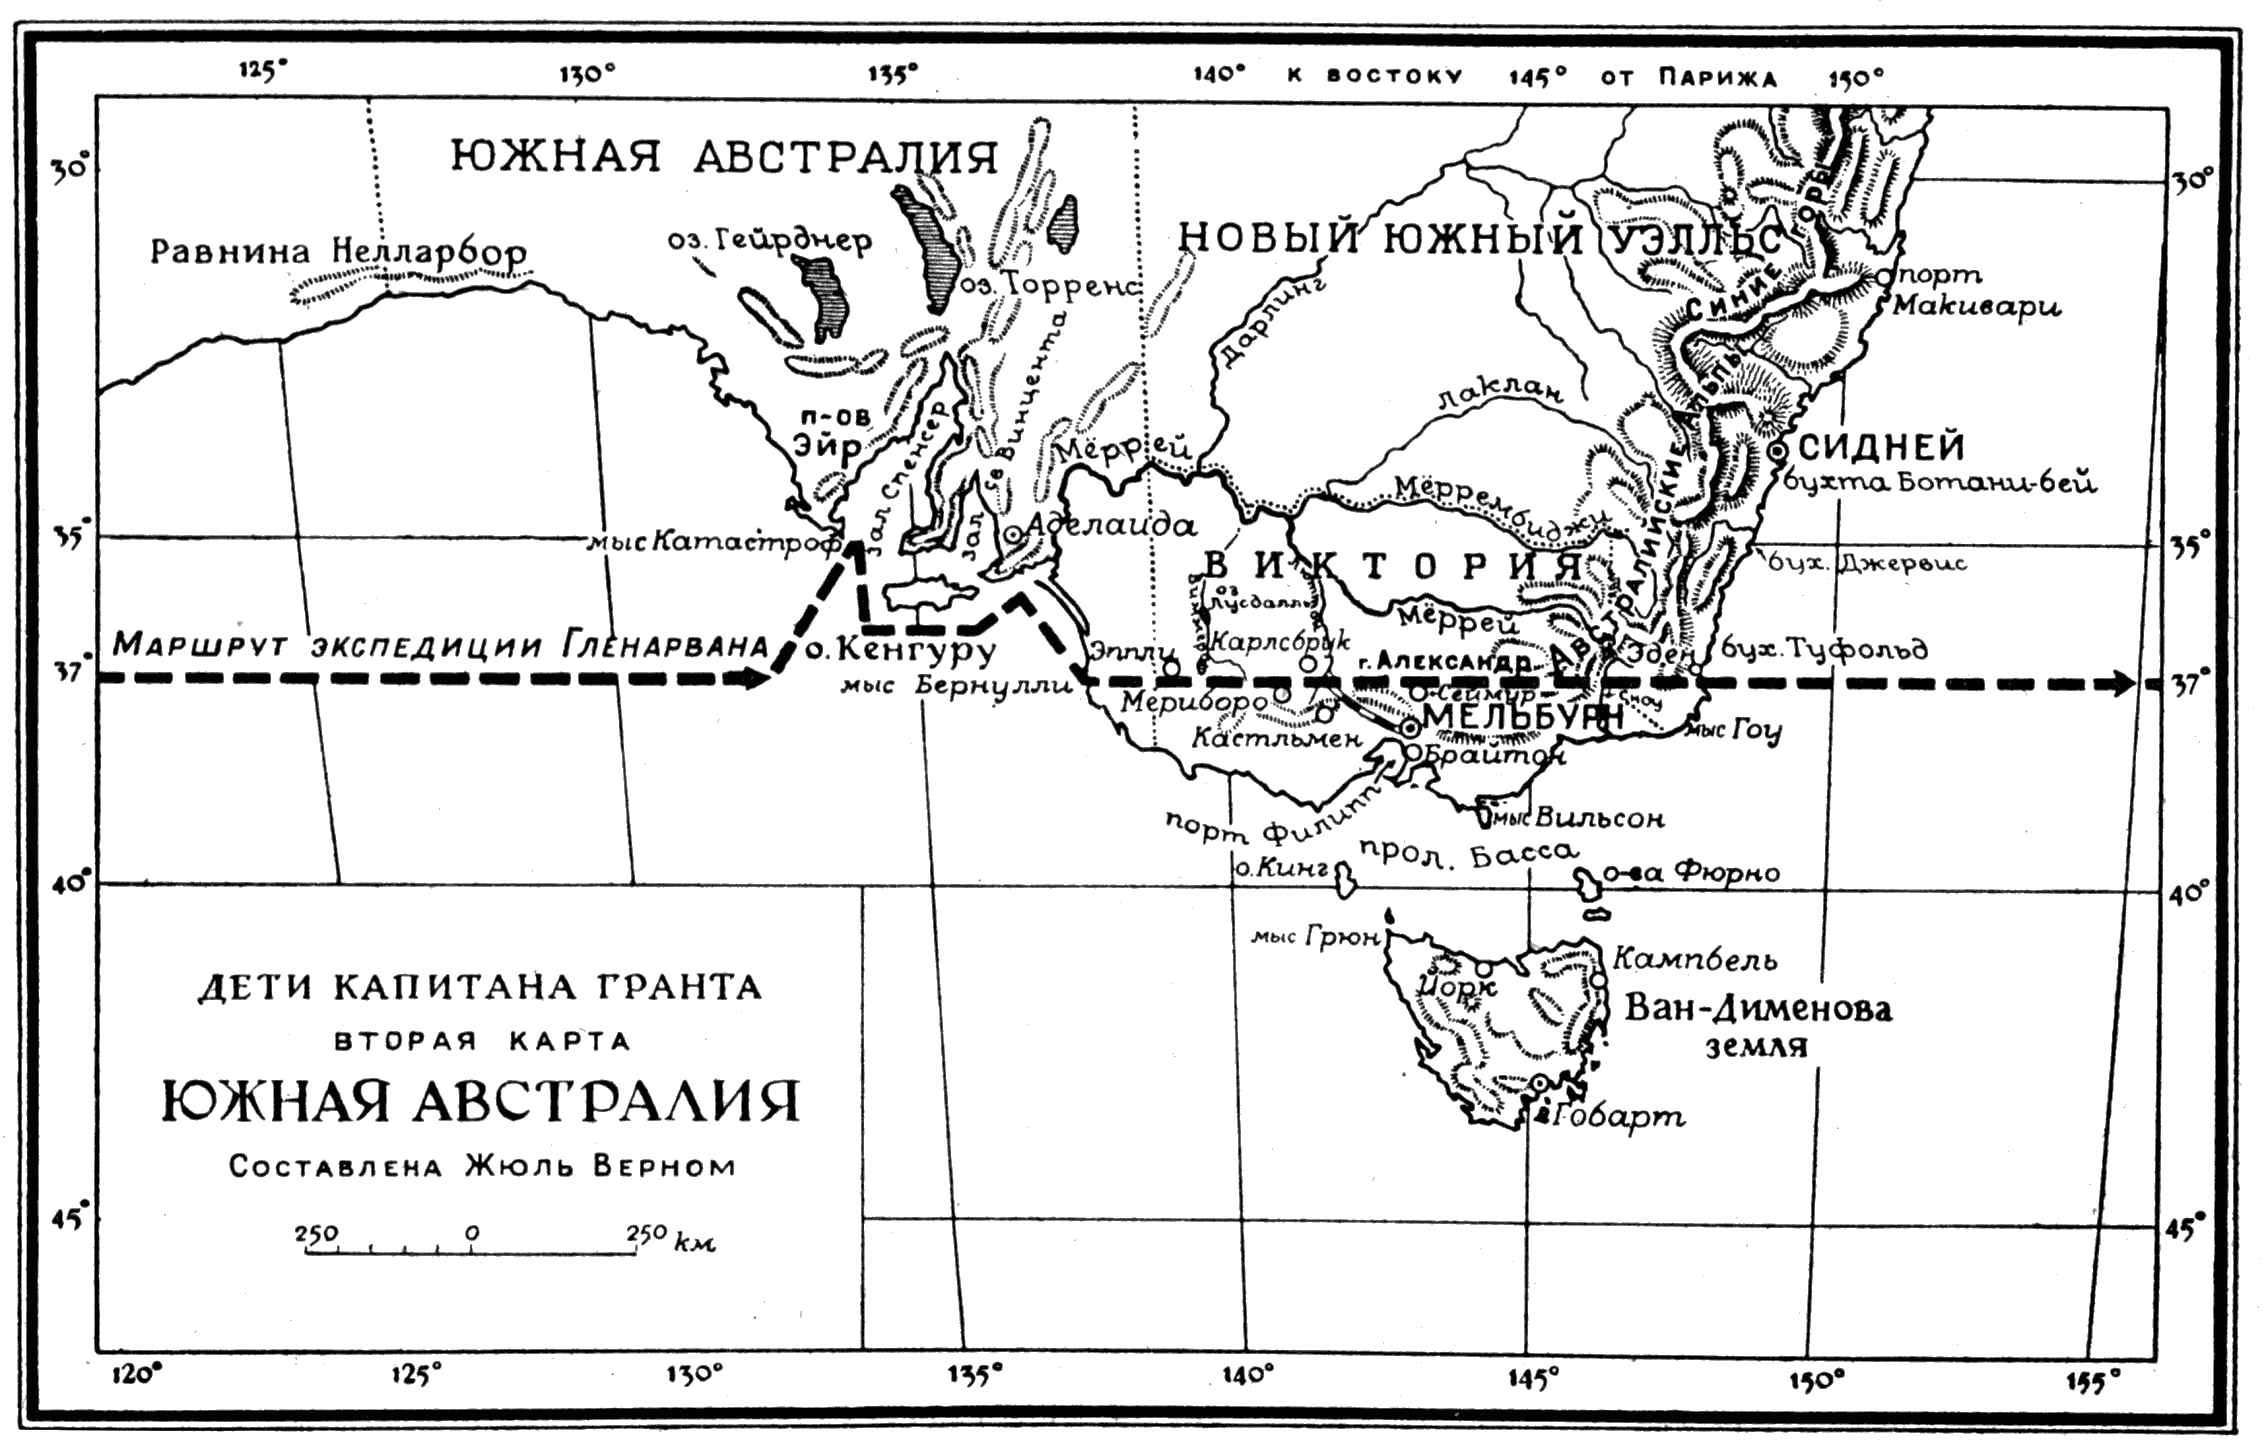 125° 130° 135° 140° К ВОСТОКУ 145° ОТ ПАРИЖА 150°
30°
30°
ЮЖНАЯ АВСТРАЛИЯ
ГОРЫ
Равнина Нелларбор
оз. Гейрднер
НОВЫЙ ЮЖНЫЙ УЭЛЛЬС
оз. Торренс
порт
Макивари
СИНИЕ
Дарлинг
Лаклан
п-ов
Эйр
зал Спенсер
зал. св Винцента
Мёррей
АВСТРАЛИЙСКИЕ АЛЬПЫ
СИДНЕЙ
бухта Ботани-бей
Мёррембиджи
35°
35°
мыс Катастроф
Аделаида
ВИКТОРИЯ
бух. Джервис
оз
Лусдалль
Мёррей
МАРШРУТ ЭКСПЕДИЦИИ ГЛЕНАРВАНА
о. Кенгуру
Карлсбрук
Эппли
г. АЛЕКСАНДР
Эден
бух. Туфольд
37°
37°
мыс Бернулли
Мериборо
Сеймур
Сноу
МЕЛЬБУРН
мыс Гоу
Кастльмен
Брайтон
порт Филипп
мыс Вильсон
прол. Басса
о. Кинг
о-ва Фюрно
40°
40°
мыс Грюн
Кампбель
Йорк
Ван-Дименова
земля
Гобарт
ДЕТИ КАПИТАНА ГРАНТА
ВТОРАЯ КАРТА
ЮЖНАЯ АВСТРАЛИЯ
СОСТАВЛЕНА ЖЮЛЬ ВЕРНОМ
45°
45°
250 0 250 км
120° 125° 130° 135° 140° 145° 150° 155°